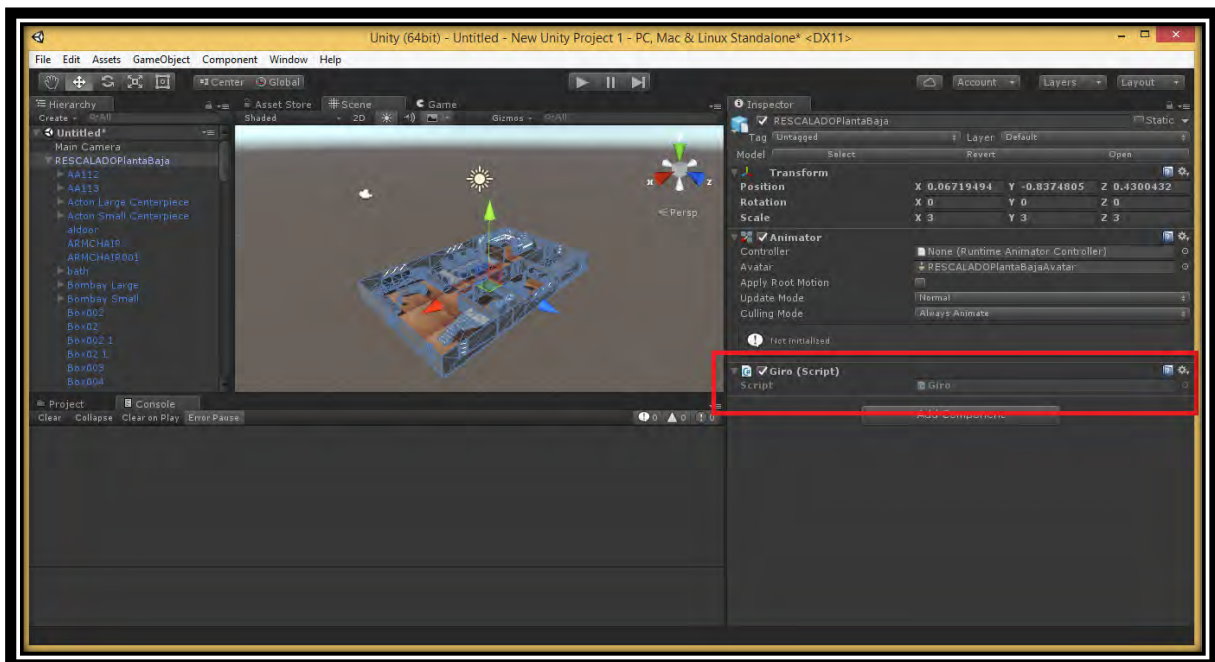 Unity (64bit) - Untitled - New Unity Project 1 - PC, Mac & Linux Standalone* <DX11>
File Edit Assets GameObject Component Window Help
Center Global
Account Layers Layout
Hierarchy
Create All
Untitled*
Main Camera
RESCALADOPlantaBaja
AA112
AA113
Acton Large Centerpiece
Acton Small Centerpiece
aldoor
ARMCHAIR
ARMCHAIR001
bath
Bombay Large
Bombay Small
Box002
Box02
Box002 1
Box02 1
Box003
Box004
Asset Store Scene Game
Shaded 2D Gizmos All
y
x z
Persp
Inspector
RESCALADOPlantaBaja Static
Tag Untagged Layer Default
Model Select Revert Open
Transform
Position X 0.06719494 Y -0.8374805 Z 0.4300432
Rotation X 0 Y 0 Z 0
Scale X 3 Y 3 Z 3
Animator
Controller None (Runtime Animator Controller)
Avatar RESCALADOPlantaBajaAvatar
Apply Root Motion
Update Mode Normal
Culling Mode Always Animate
Not initialized
Giro (Script)
Script Giro
Add Component
Project Console
Clear Collapse Clear on Play Error Pause 0 0 0